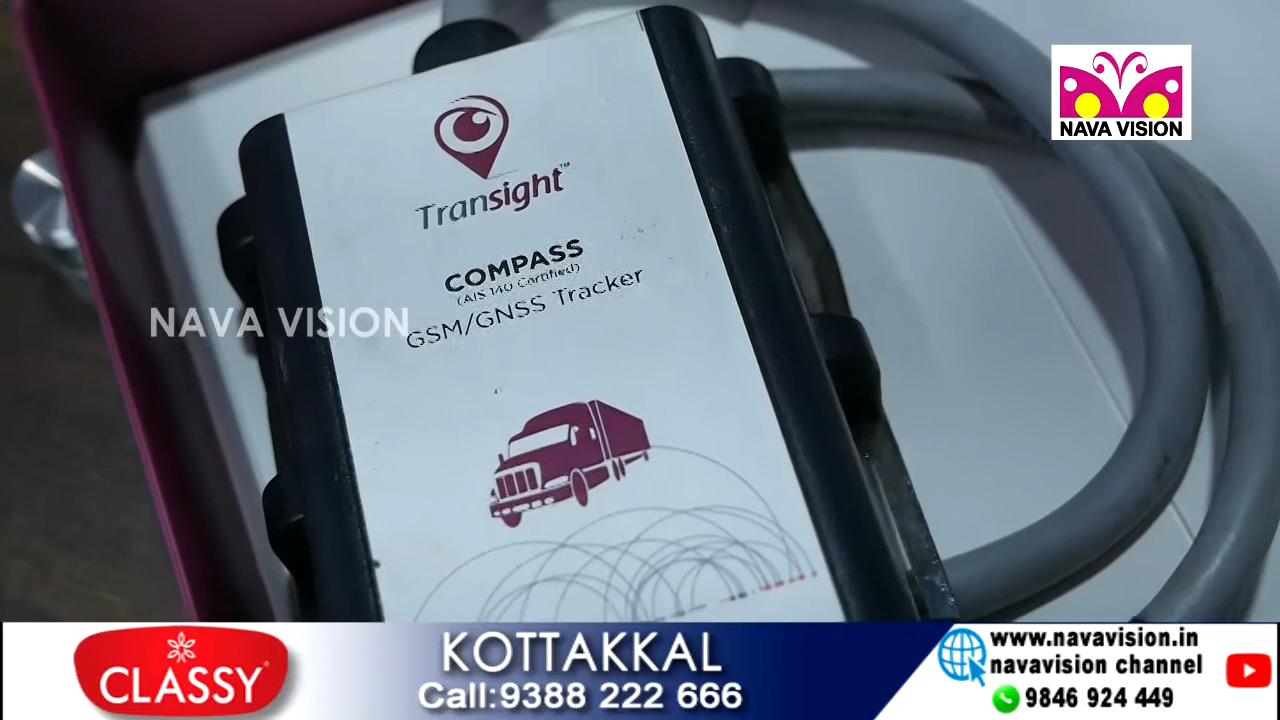 NAVA VISION
Transight™
COMPASS
(AIS 140 Certified)
GSM/GNSS Tracker
NAVA VISION
CLASSY®
KOTTAKKAL
Call:9388 222 666
www.navavision.in
navavision channel
9846 924 449